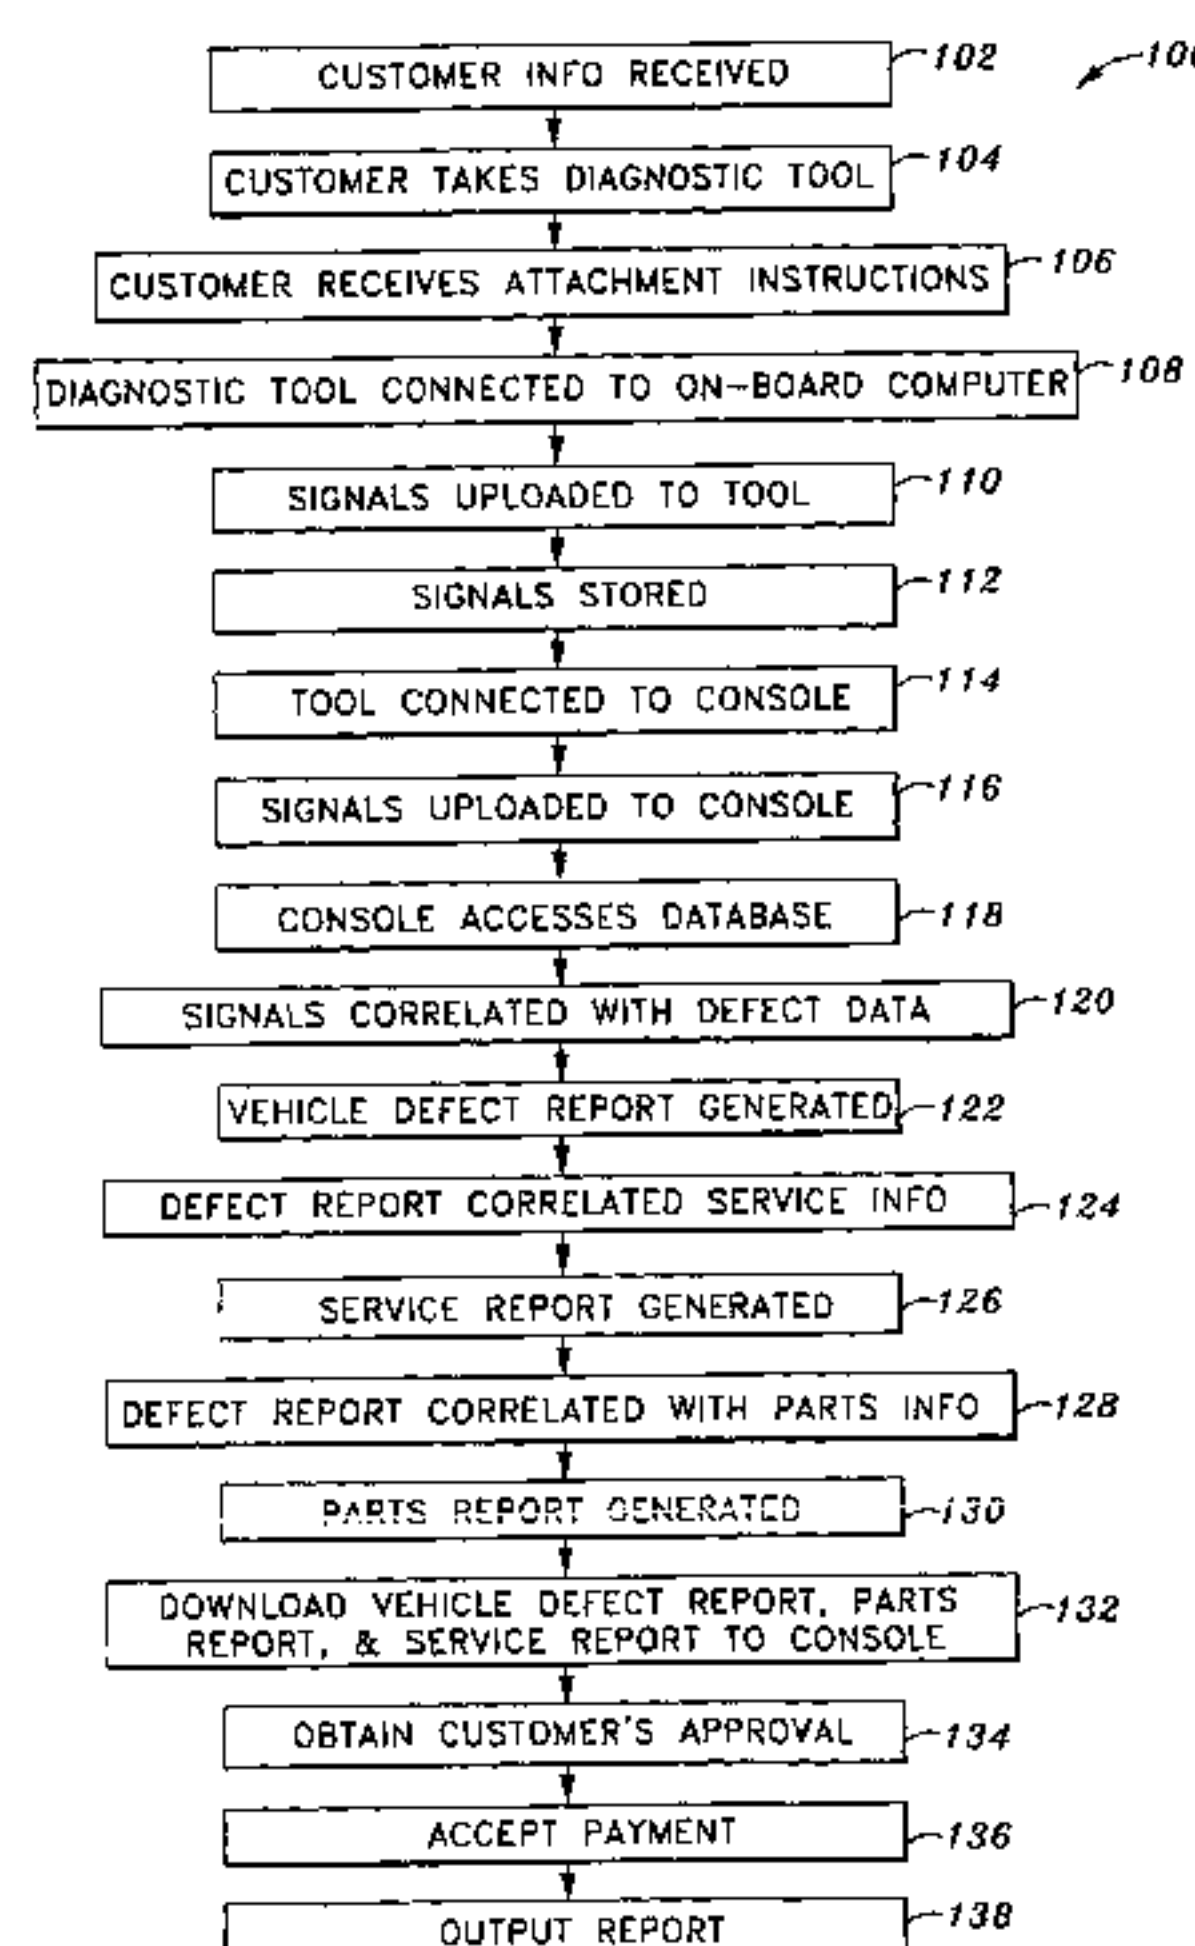 CUSTOMER INFO RECEIVED 102
CUSTOMER TAKES DIAGNOSTIC TOOL 104
CUSTOMER RECEIVES ATTACHMENT INSTRUCTIONS 106
DIAGNOSTIC TOOL CONNECTED TO ON-BOARD COMPUTER 108
SIGNALS UPLOADED TO TOOL 110
SIGNALS STORED 112
TOOL CONNECTED TO CONSOLE 114
SIGNALS UPLOADED TO CONSOLE 116
CONSOLE ACCESSES DATABASE 118
SIGNALS CORRELATED WITH DEFECT DATA 120
VEHICLE DEFECT REPORT GENERATED 122
DEFECT REPORT CORRELATED SERVICE INFO 124
SERVICE REPORT GENERATED 126
DEFECT REPORT CORRELATED WITH PARTS INFO 128
PARTS REPORT GENERATED 130
DOWNLOAD VEHICLE DEFECT REPORT, PARTS 132
REPORT, & SERVICE REPORT TO CONSOLE
OBTAIN CUSTOMER'S APPROVAL 134
ACCEPT PAYMENT 136
OUTPUT REPORT 138